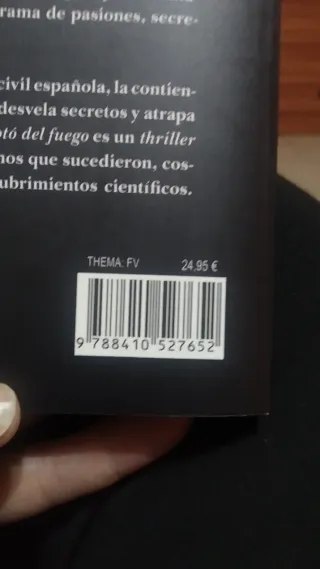 rama de pasiones, secre-
civil española, la contien-
desvela secretos y atrapa
otó del fuego es un thriller
nos que sucedieron, cos-
ubrimientos científicos.
THEMA: FV 24,95 €
9 788410 527652